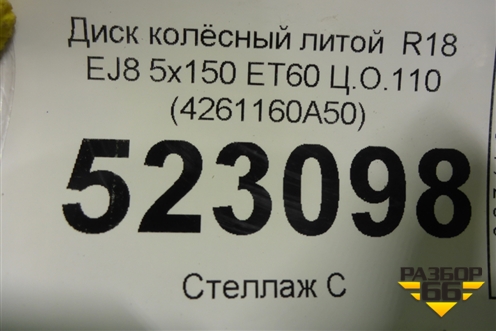 Диск колёсный литой R18
EJ8 5x150 ET60 Ц.О.110
(4261160A50)
523098
Стеллаж С
РАЗБОР
66